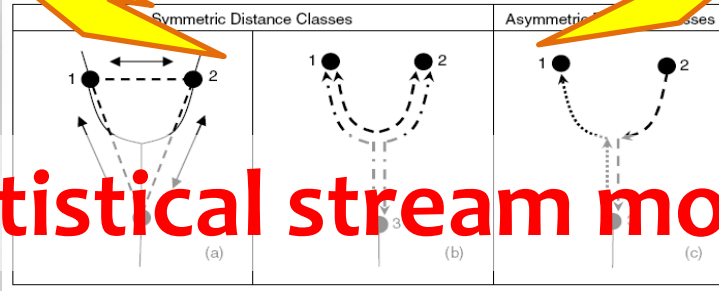 Symmetric Distance Classes
Asymmetric
1
2
1
2
1
2
tistical stream mo
3
(a)
(b)
(c)